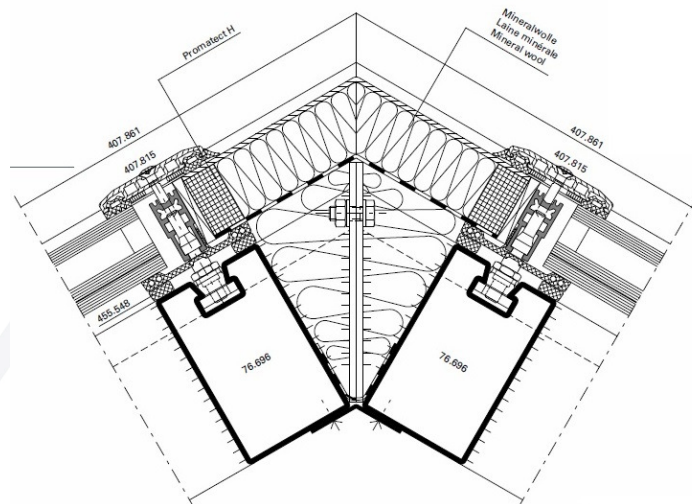 Promatect H
Mineralwolle
Laine minérale
Mineral wool
407.861
407.815
407.861
407.815
455.548
76.696
76.696